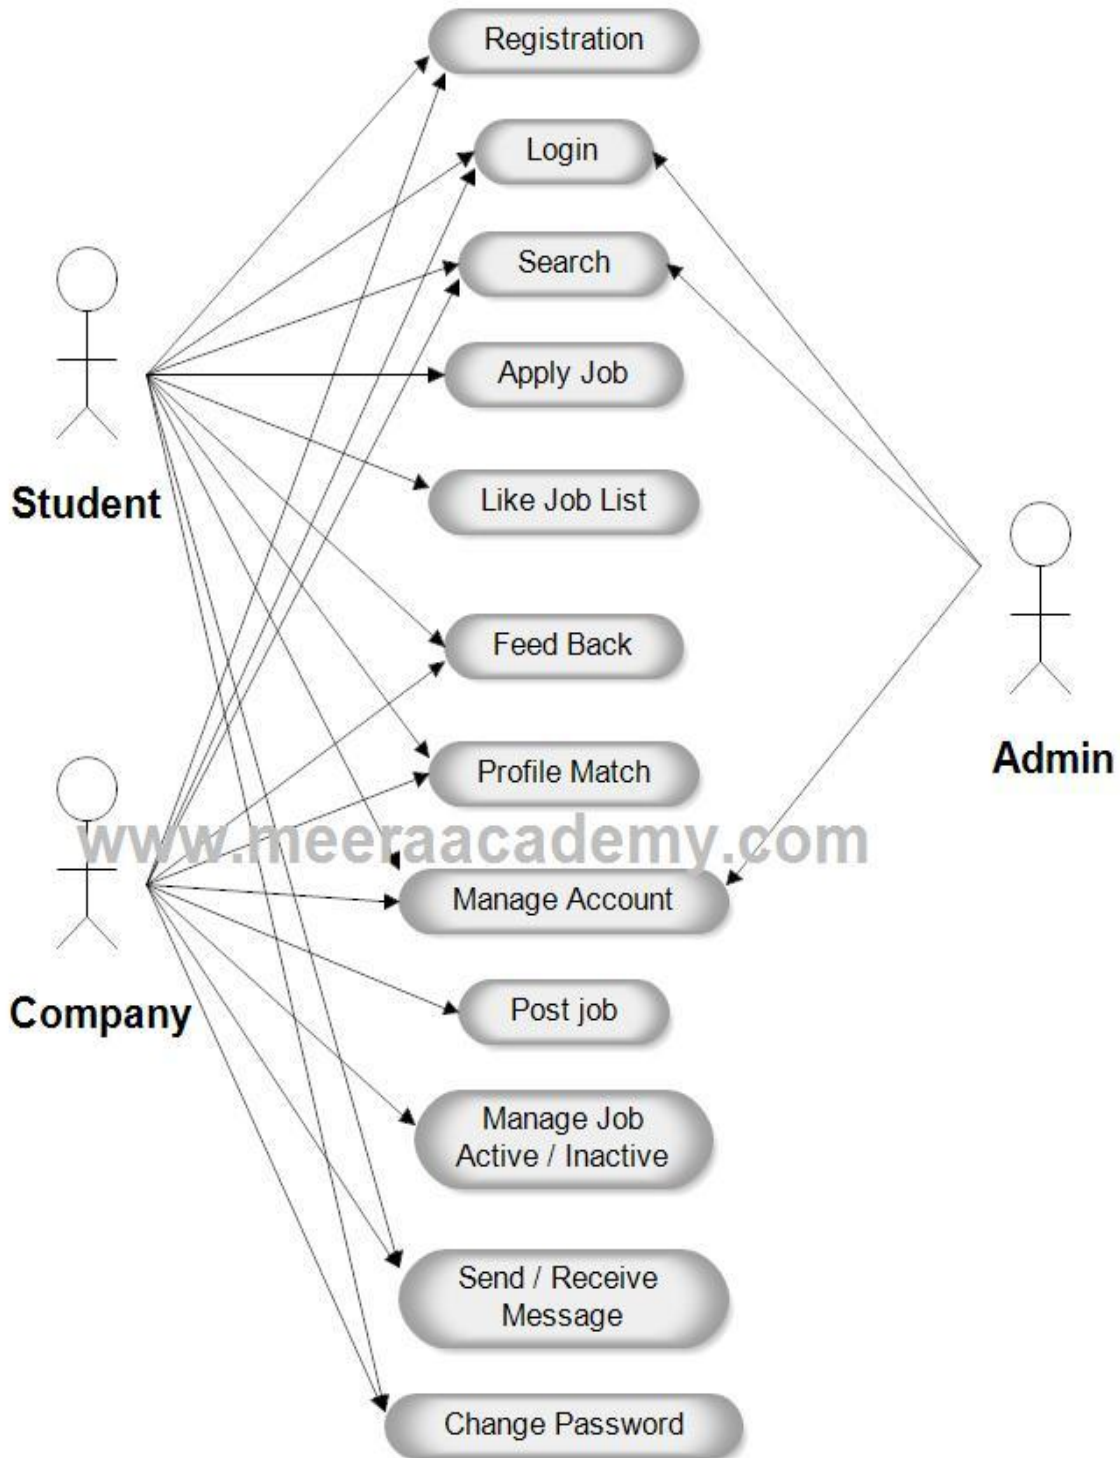 Registration
Login
Search
Apply Job
Student
Like Job List
Feed Back
Admin
Profile Match
www.meeraacademy.com
Manage Account
Company
Post job
Manage Job
Active / Inactive
Send / Receive
Message
Change Password